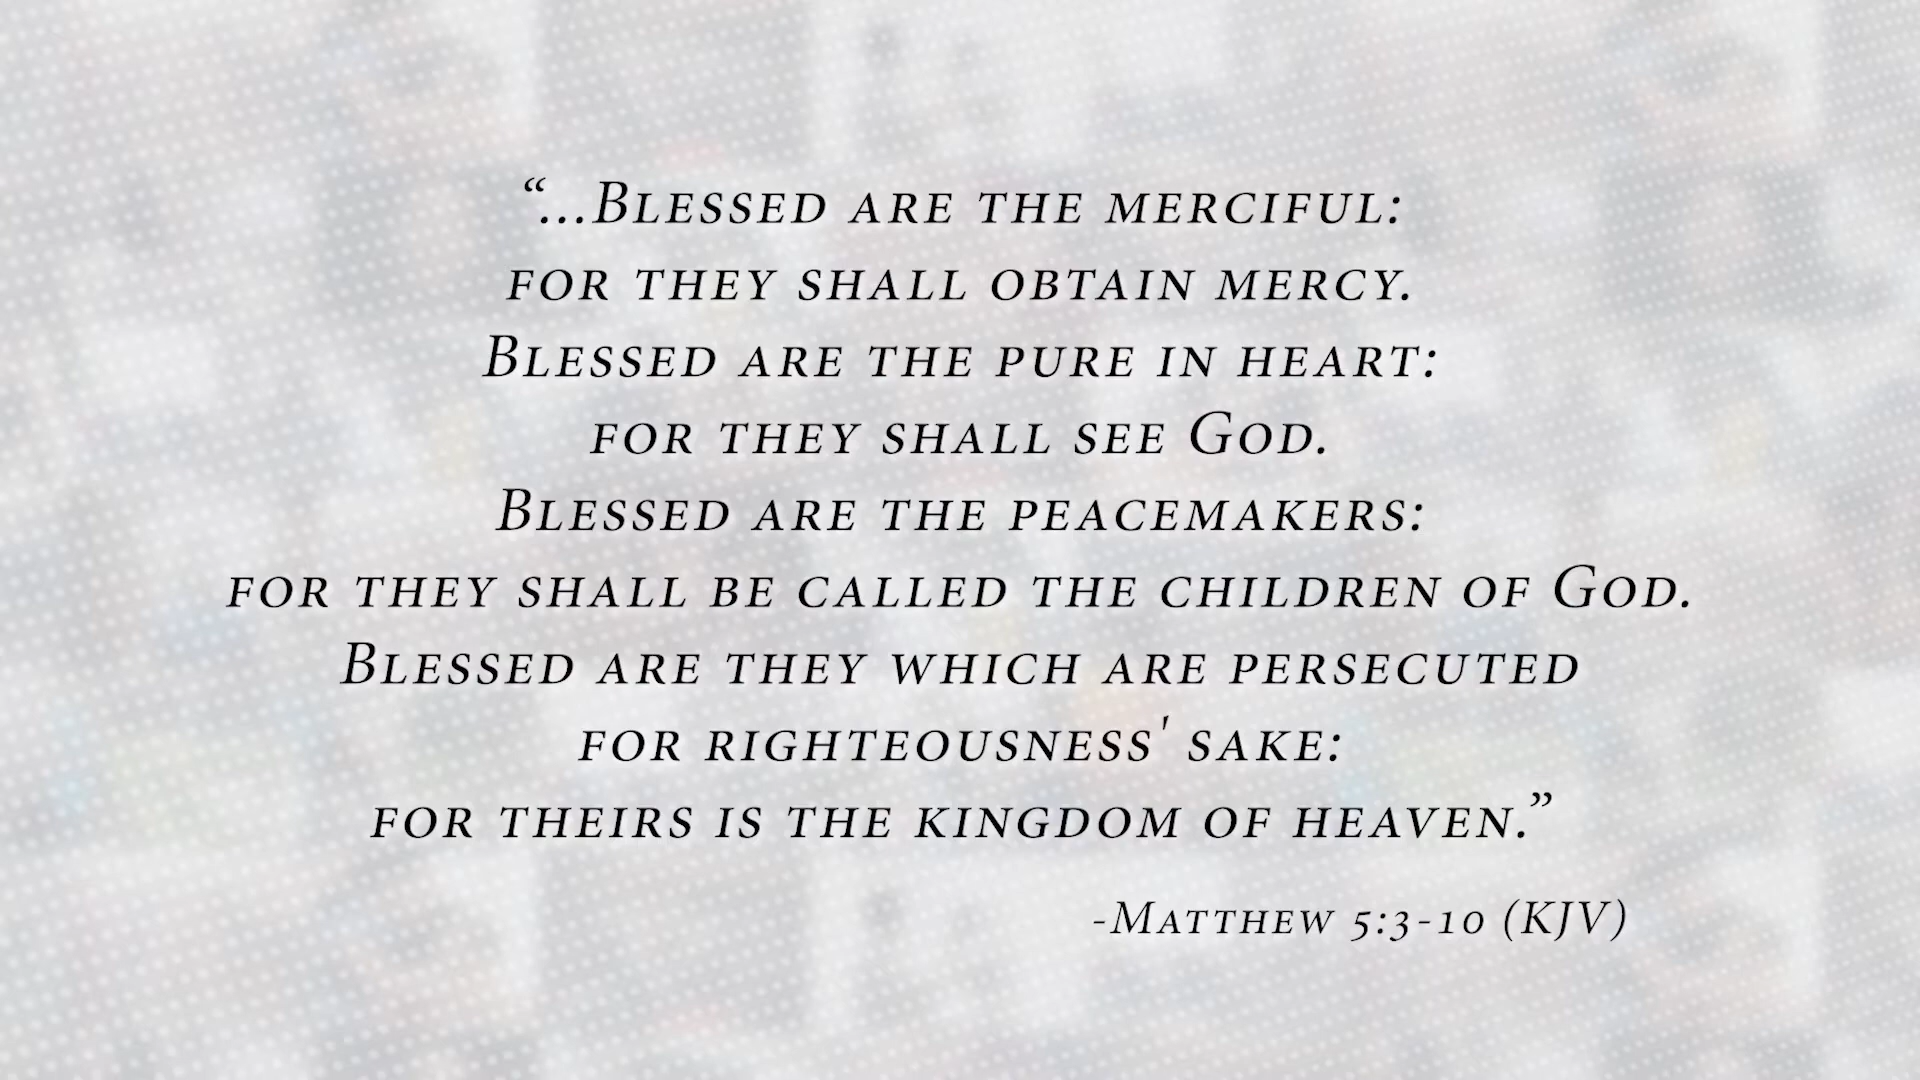 “...Blessed are the merciful:
for they shall obtain mercy.
Blessed are the pure in heart:
for they shall see God.
Blessed are the peacemakers:
for they shall be called the children of God.
Blessed are they which are persecuted
for righteousness' sake:
for theirs is the kingdom of heaven.”
-Matthew 5:3-10 (KJV)